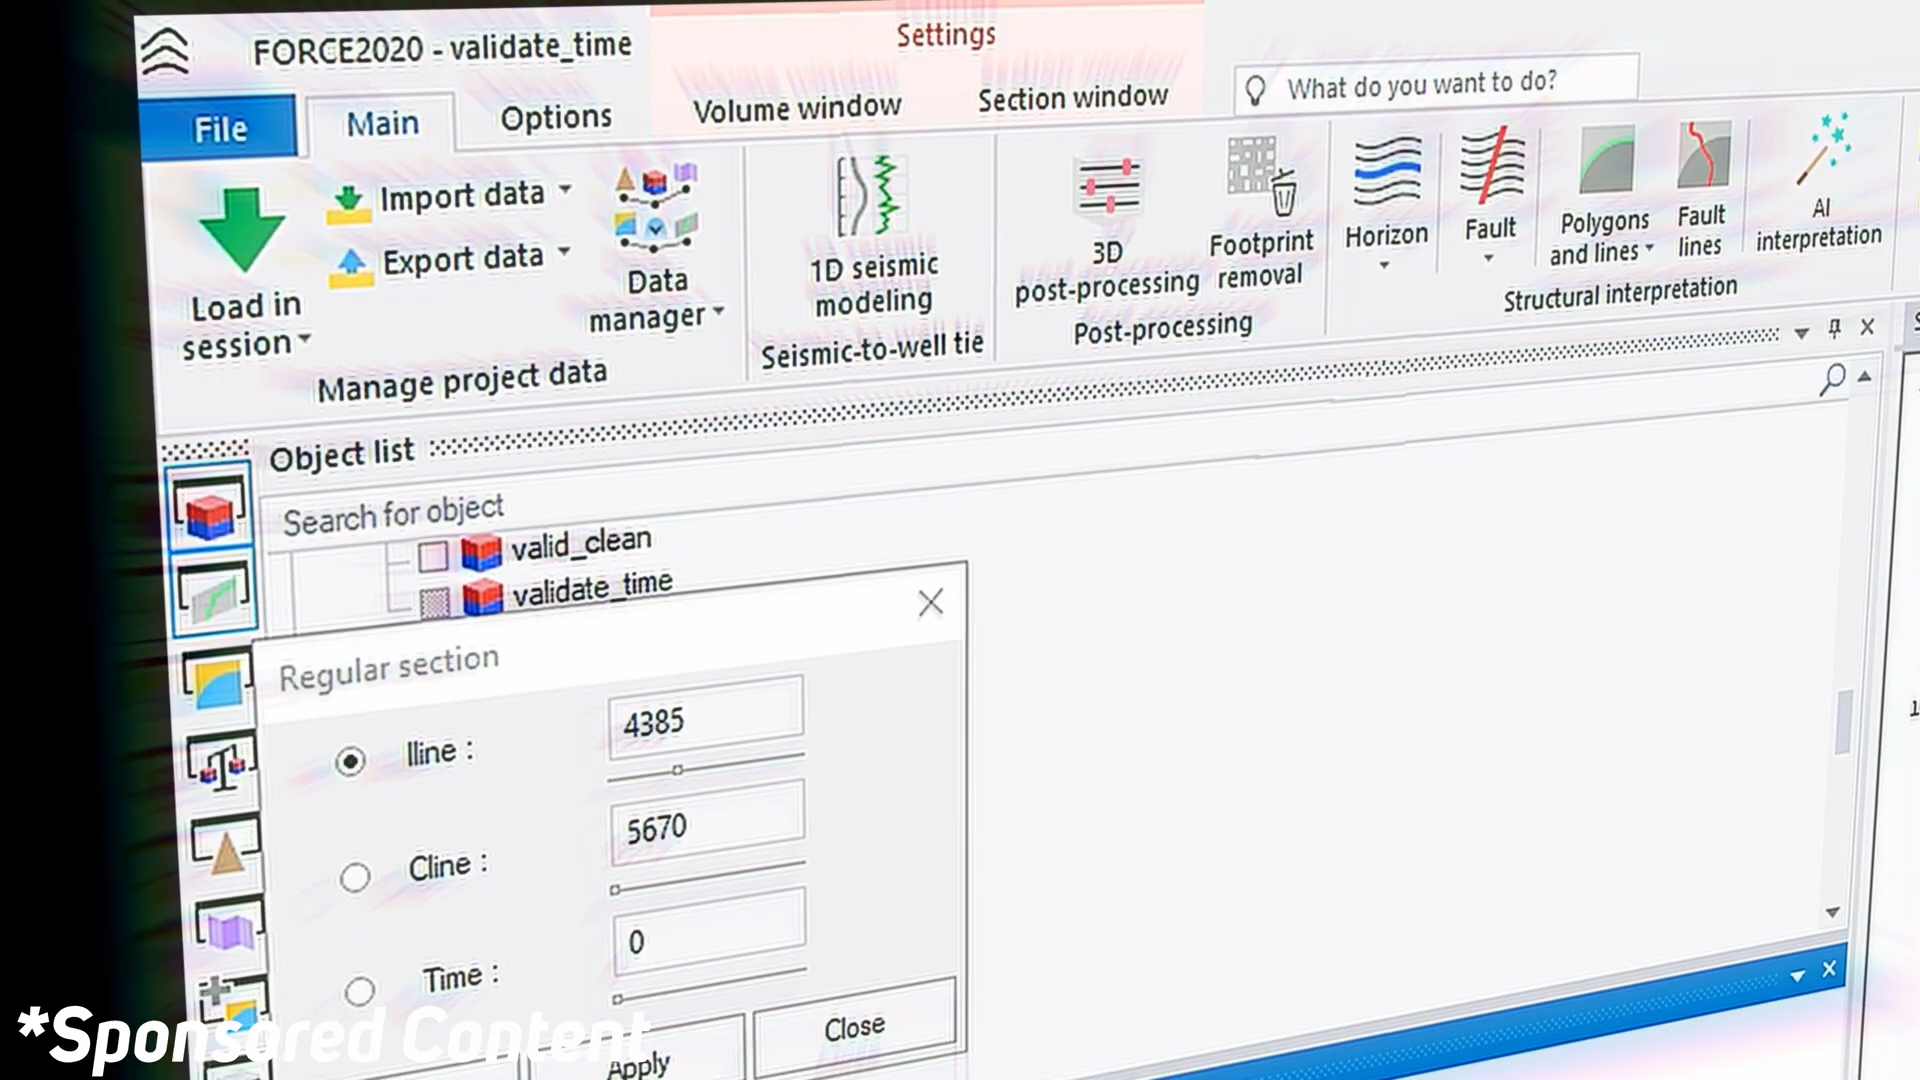 FORCE2020 - validate_time
Settings
Volume window
Section window
What do you want to do?
File
Main
Options
Load in
session
Import data
Export data
Data
manager
Manage project data
1D seismic
modeling
Seismic-to-well tie
3D
post-processing
Footprint
removal
Post-processing
Horizon
Fault
Polygons
and lines
Fault
lines
AI
interpretation
Structural interpretation
Object list
Search for object
valid_clean
validate_time
Regular section
Iline :
4385
Cline :
5670
Time :
0
Apply
Close
*Sponsored Content